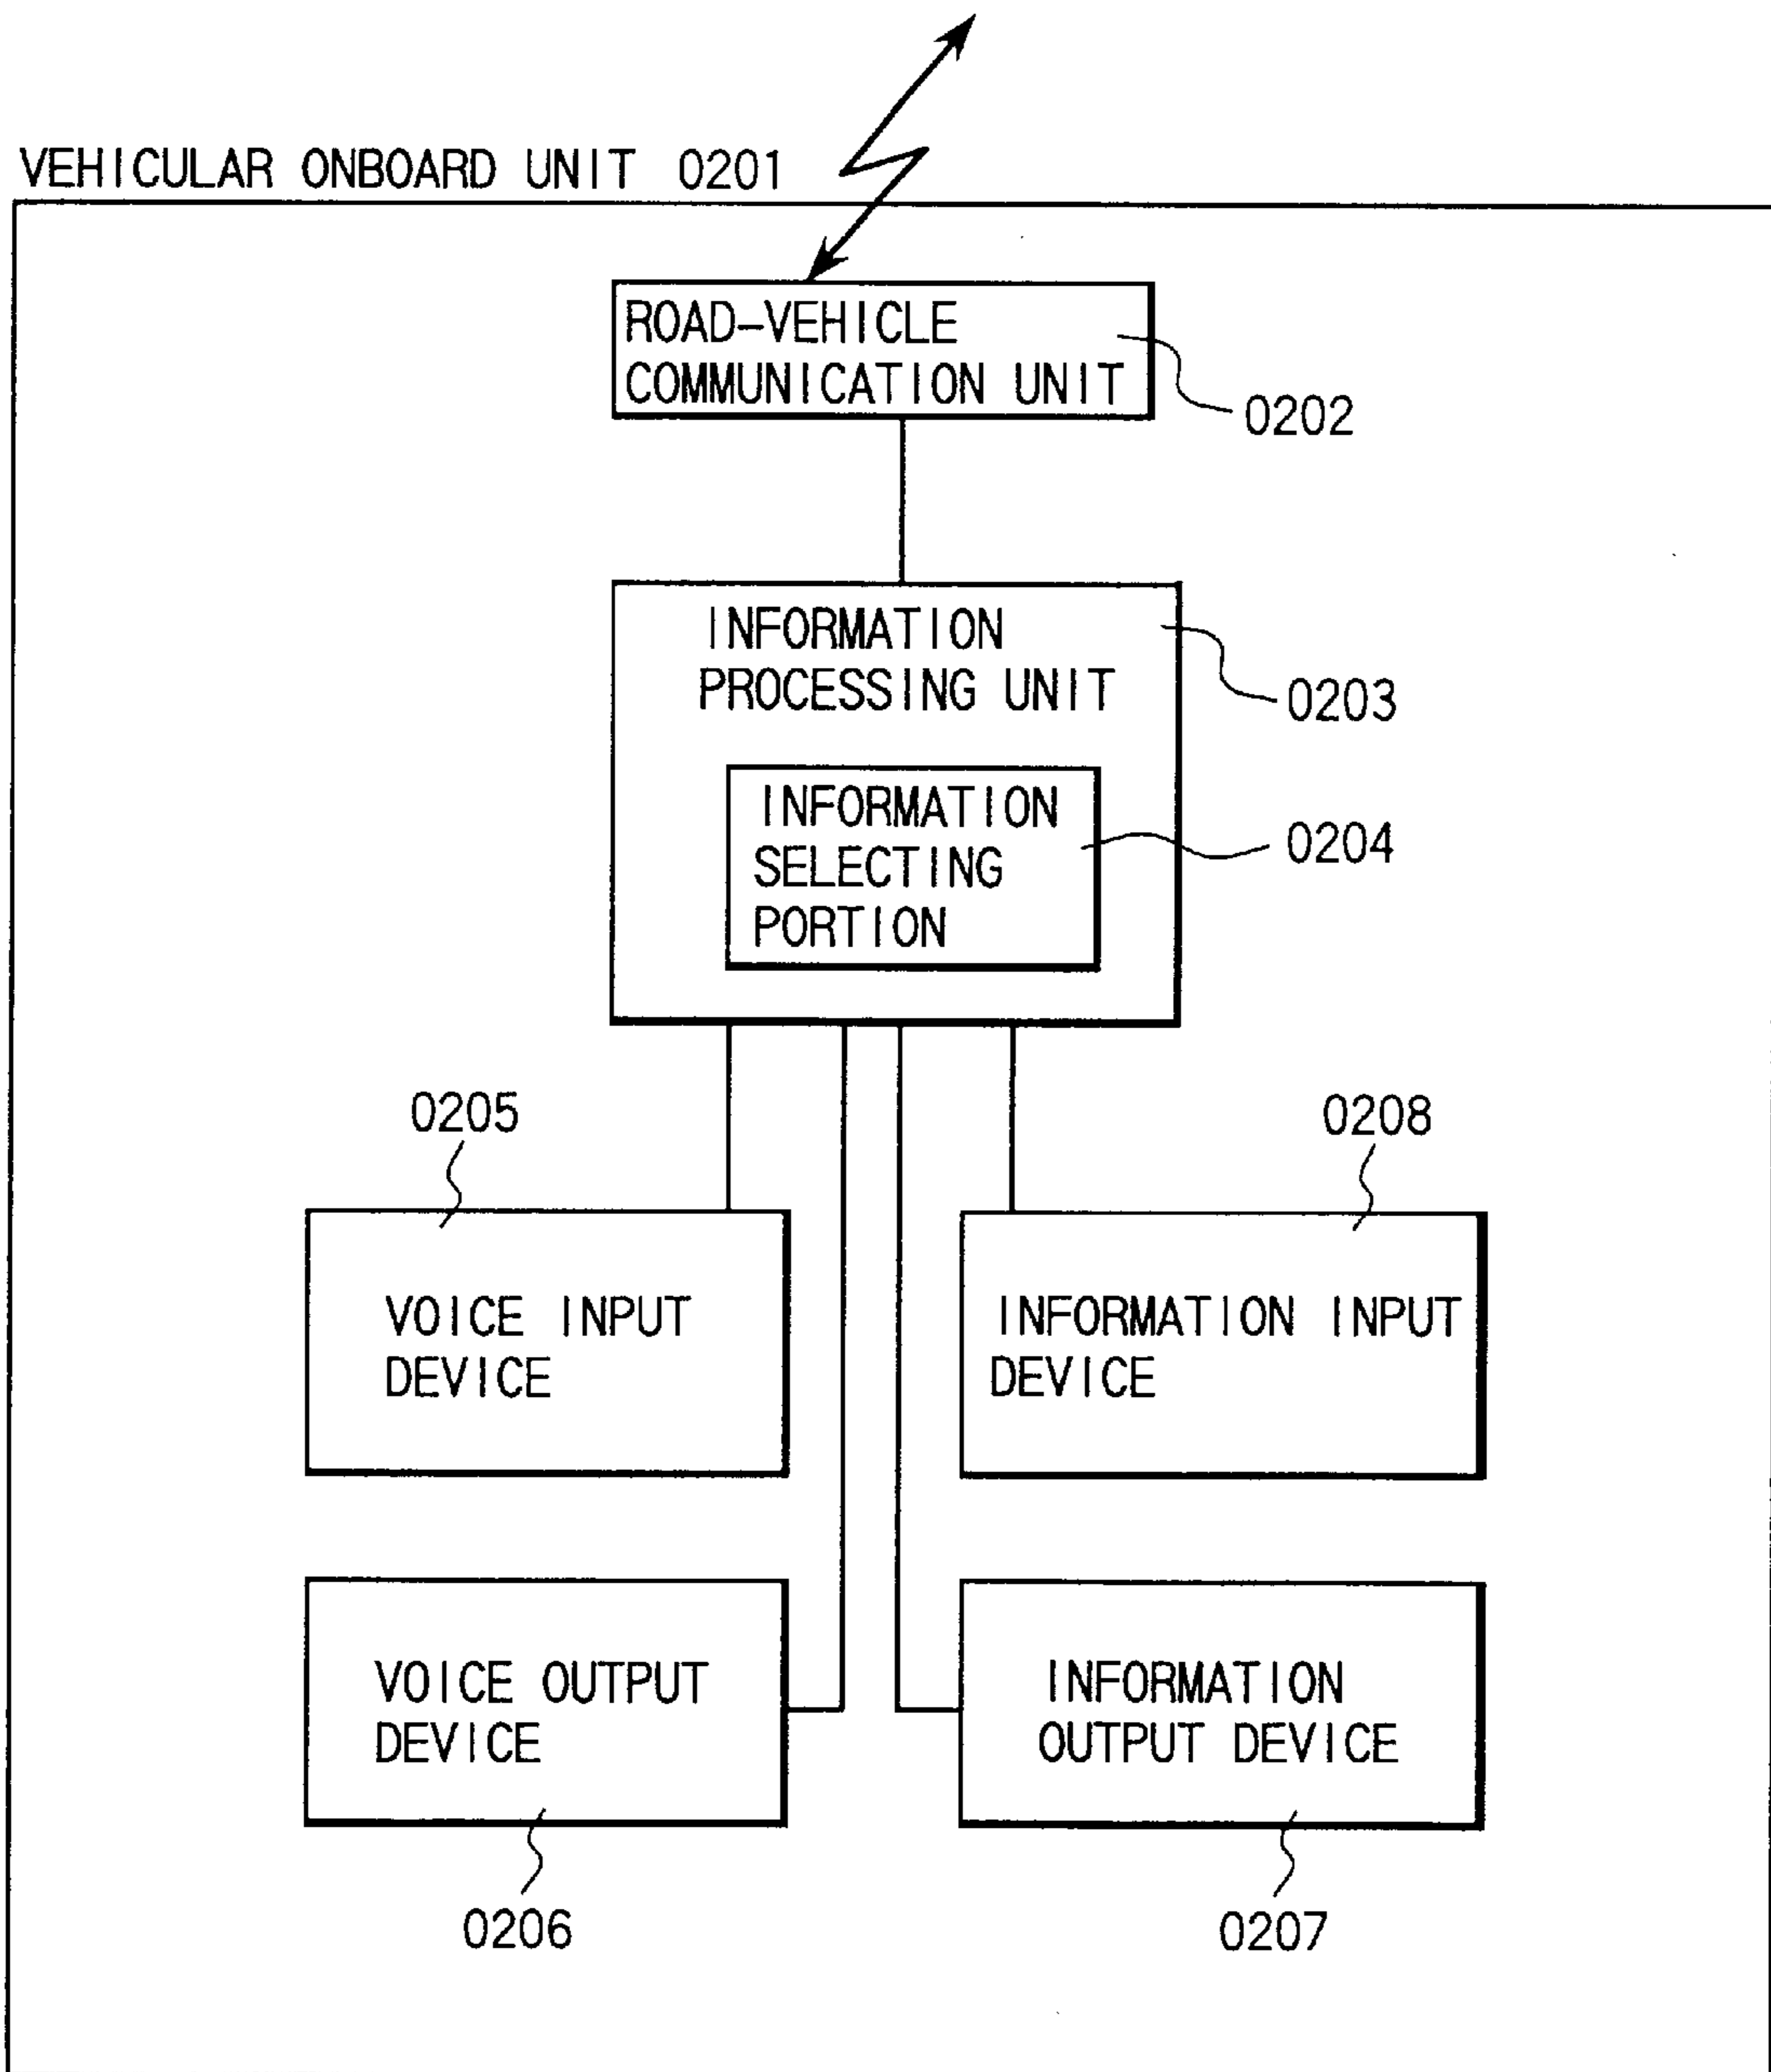 VEHICULAR ONBOARD UNIT 0201
ROAD-VEHICLE
COMMUNICATION UNIT
0202
INFORMATION
PROCESSING UNIT
0203
INFORMATION
SELECTING
PORTION
0204
0205
0208
VOICE INPUT
DEVICE
INFORMATION INPUT
DEVICE
VOICE OUTPUT
DEVICE
INFORMATION
OUTPUT DEVICE
0206
0207